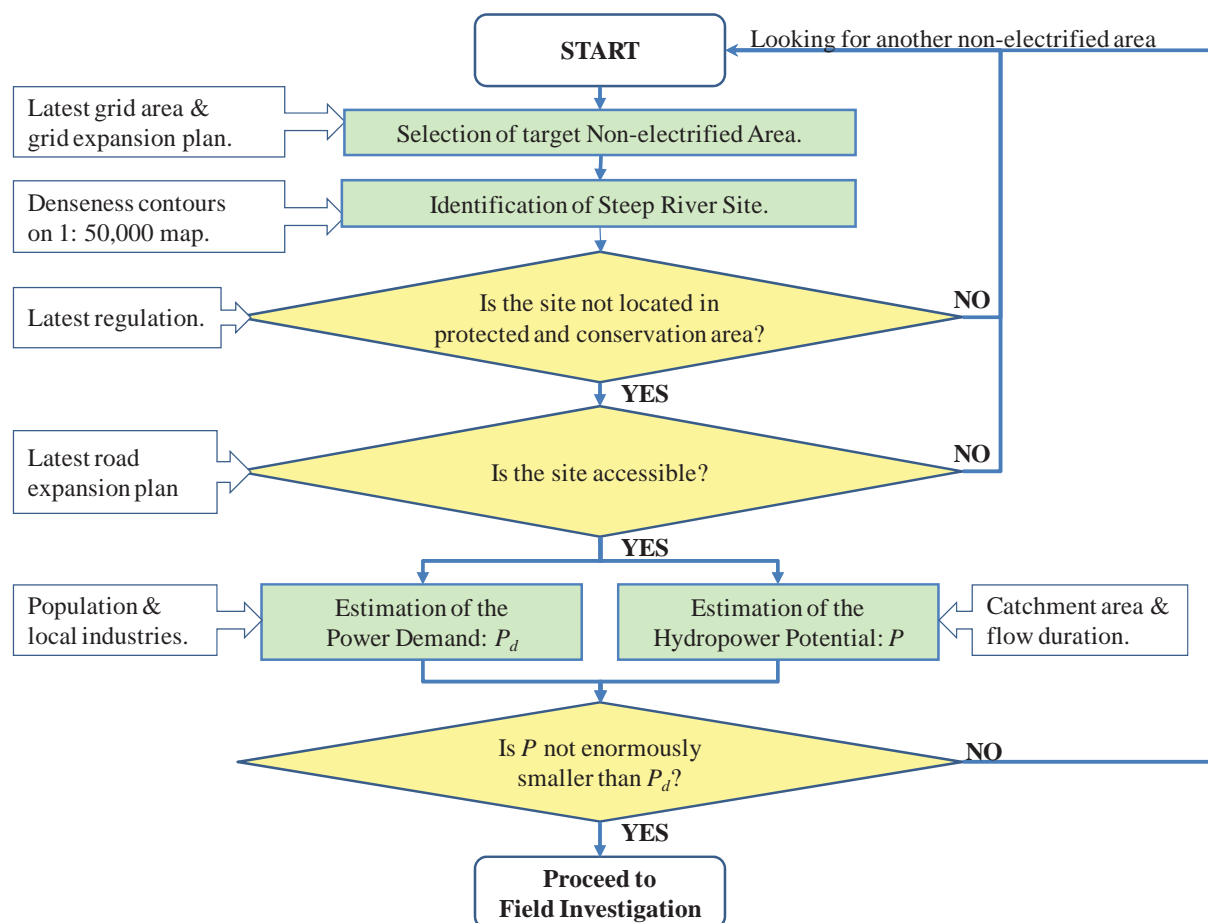 START
Looking for another non-electrified area
Latest grid area &
grid expansion plan.
Selection of target Non-electrified Area.
Denseness contours
on 1: 50,000 map.
Identification of Steep River Site.
Latest regulation.
Is the site not located in
protected and conservation area?
NO
YES
Latest road
expansion plan
Is the site accessible?
NO
YES
Population &
local industries.
Estimation of the
Power Demand: Pd
Estimation of the
Hydropower Potential: P
Catchment area &
flow duration.
Is P not enormously
smaller than Pd?
NO
YES
Proceed to
Field Investigation